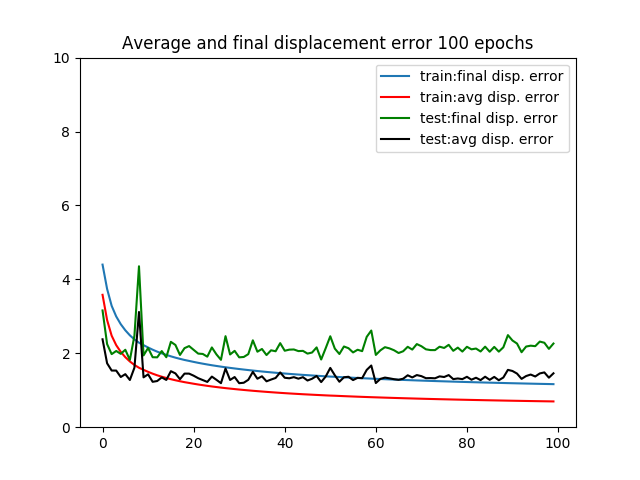 Average and final displacement error 100 epochs
10
8
6
4
2
0
train:final disp. error
train:avg disp. error
test:final disp. error
test:avg disp. error
0 20 40 60 80 100